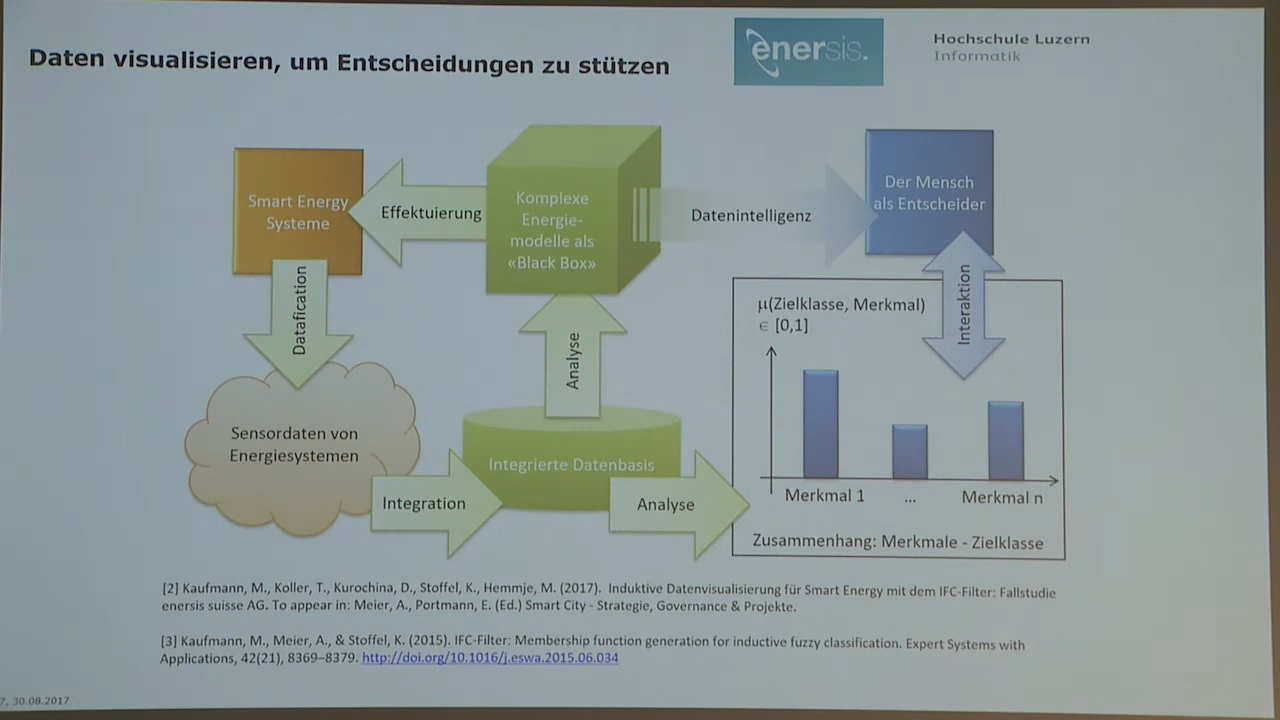 Daten visualisieren, um Entscheidungen zu stützen
enersis.
Hochschule Luzern
Informatik
Smart Energy
Systeme
Effektuierung
Komplexe
Energie-
modelle als
«Black Box»
Datenintelligenz
Der Mensch
als Entscheider
Datafication
Analyse
Interaktion
μ(Zielklasse, Merkmal)
∈ [0,1]
Sensordaten von
Energiesystemen
Integration
Integrierte Datenbasis
Analyse
Merkmal 1
...
Merkmal n
Zusammenhang: Merkmale - Zielklasse
[2] Kaufmann, M., Koller, T., Kurochina, D., Stoffel, K., Hemmje, M. (2017). Induktive Datenvisualisierung für Smart Energy mit dem IFC-Filter: Fallstudie
enersis suisse AG. To appear in: Meier, A., Portmann, E. (Ed.) Smart City - Strategie, Governance & Projekte.
[3] Kaufmann, M., Meier, A., & Stoffel, K. (2015). IFC-Filter: Membership function generation for inductive fuzzy classification. Expert Systems with
Applications, 42(21), 8369–8379. http://doi.org/10.1016/j.eswa.2015.06.034
7, 30.08.2017